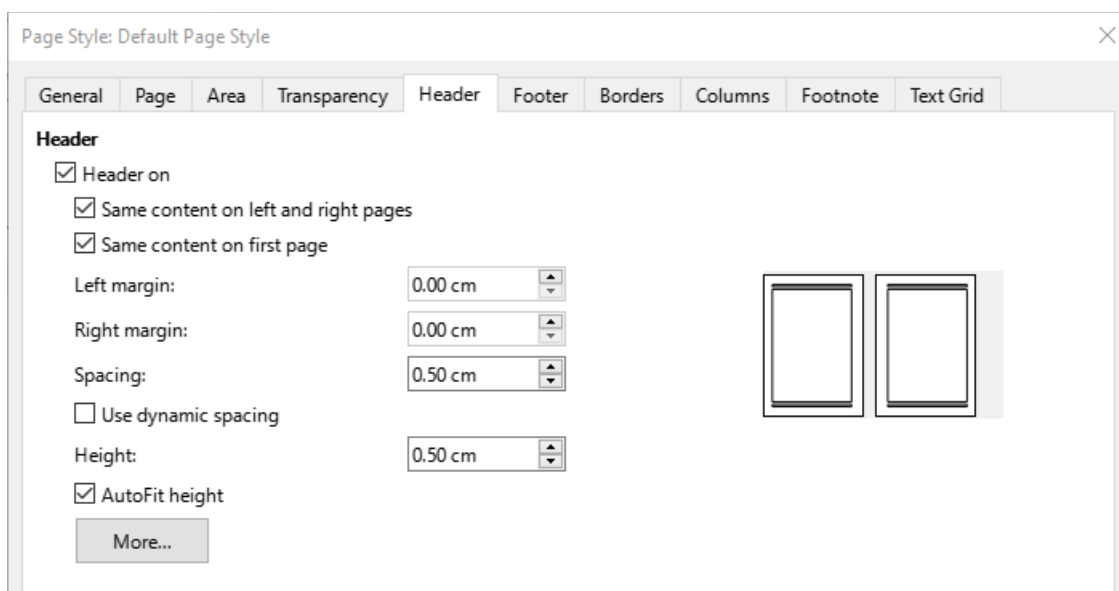 Page Style: Default Page Style
General Page Area Transparency Header Footer Borders Columns Footnote Text Grid
Header
Header on
Same content on left and right pages
Same content on first page
Left margin: 0.00 cm
Right margin: 0.00 cm
Spacing: 0.50 cm
Use dynamic spacing
Height: 0.50 cm
AutoFit height
More...